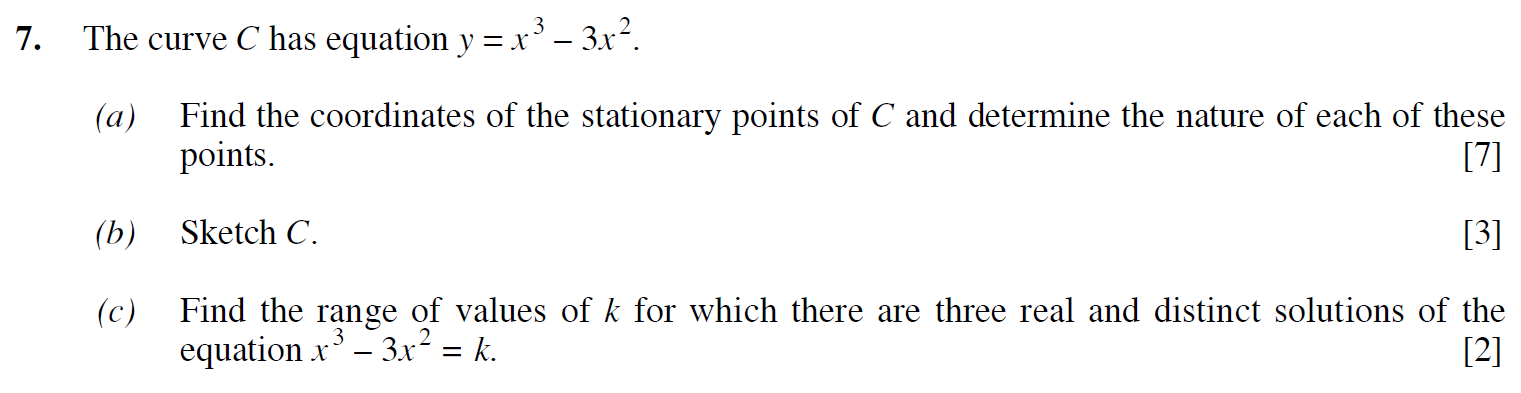 7. The curve C has equation y = x³ – 3x².
(a) Find the coordinates of the stationary points of C and determine the nature of each of these
points. [7]
(b) Sketch C. [3]
(c) Find the range of values of k for which there are three real and distinct solutions of the
equation x³ – 3x² = k. [2]